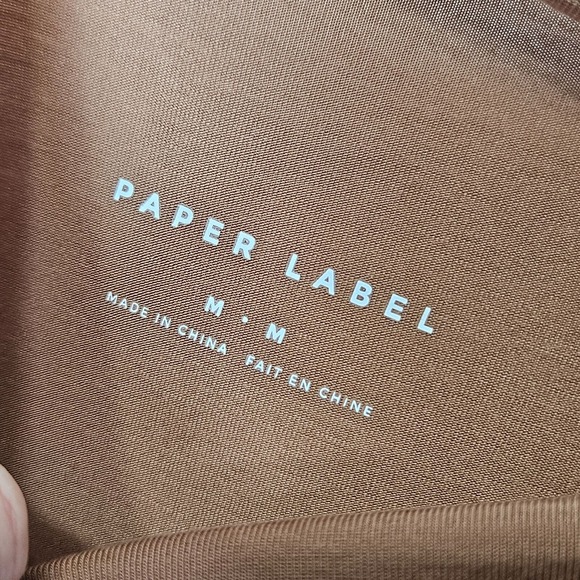 PAPER LABEL
M · M
MADE IN CHINA · FAIT EN CHINE